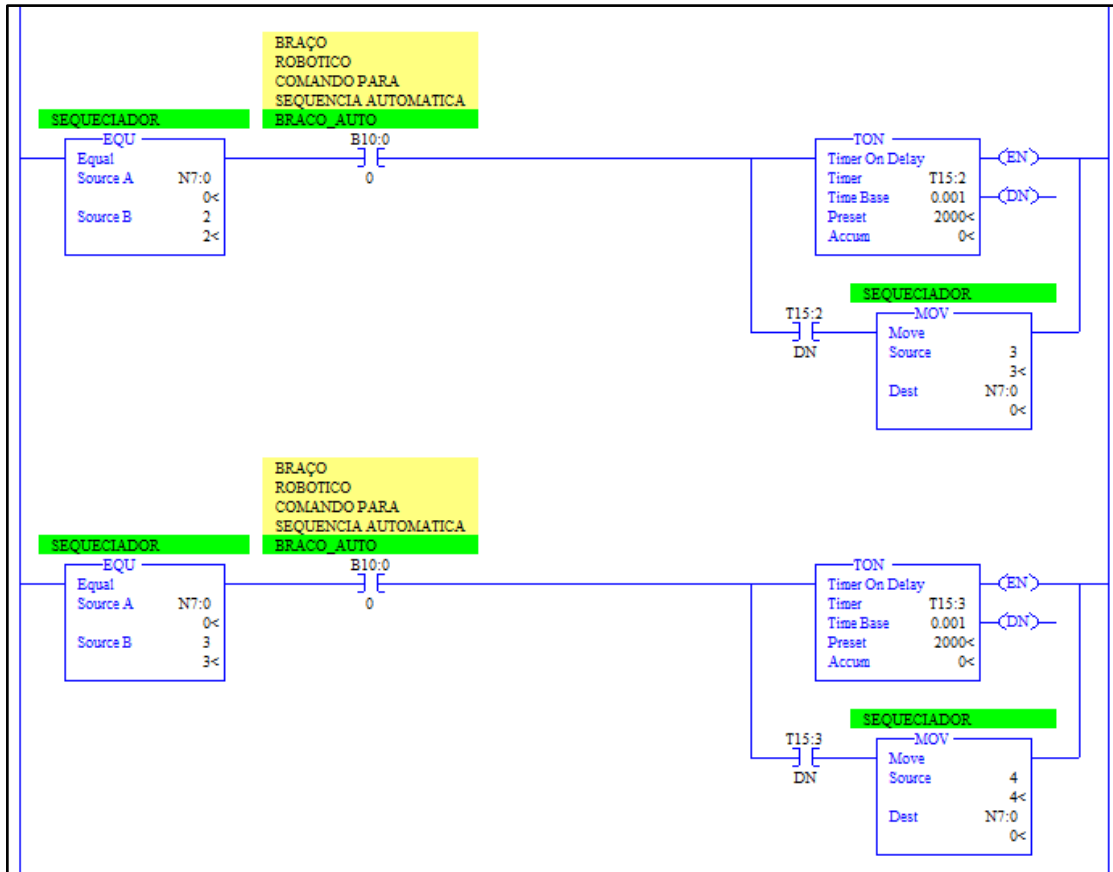 BRAÇO
ROBOTICO
COMANDO PARA
SEQUENCIA AUTOMATICA
SEQUECIADOR
BRACO_AUTO
EQU
Equal
Source A N7:0
0<
Source B 2
2<
B10:0
0
TON
Timer On Delay
Timer T15:2
Time Base 0.001
Preset 2000<
Accum 0<
EN
DN
T15:2
DN
SEQUECIADOR
MOV
Move
Source 3
3<
Dest N7:0
0<
BRAÇO
ROBOTICO
COMANDO PARA
SEQUENCIA AUTOMATICA
SEQUECIADOR
BRACO_AUTO
EQU
Equal
Source A N7:0
0<
Source B 3
3<
B10:0
0
TON
Timer On Delay
Timer T15:3
Time Base 0.001
Preset 2000<
Accum 0<
EN
DN
T15:3
DN
SEQUECIADOR
MOV
Move
Source 4
4<
Dest N7:0
0<